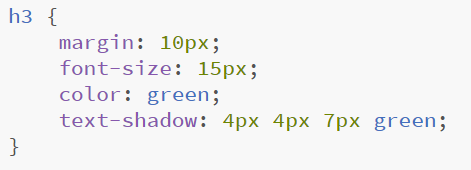 h3 {
    margin: 10px;
    font-size: 15px;
    color: green;
    text-shadow: 4px 4px 7px green;
}